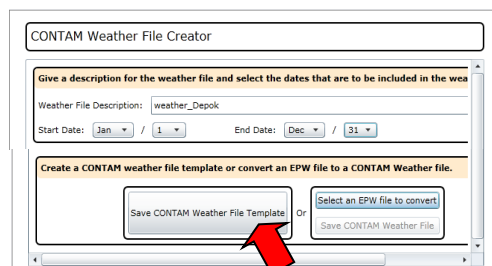 CONTAM Weather File Creator
Give a description for the weather file and select the dates that are to be included in the wea
Weather File Description: weather_Depok
Start Date: Jan / 1 End Date: Dec / 31
Create a CONTAM weather file template or convert an EPW file to a CONTAM Weather file.
Select an EPW file to convert
Save CONTAM Weather File Template Or
Save CONTAM Weather File